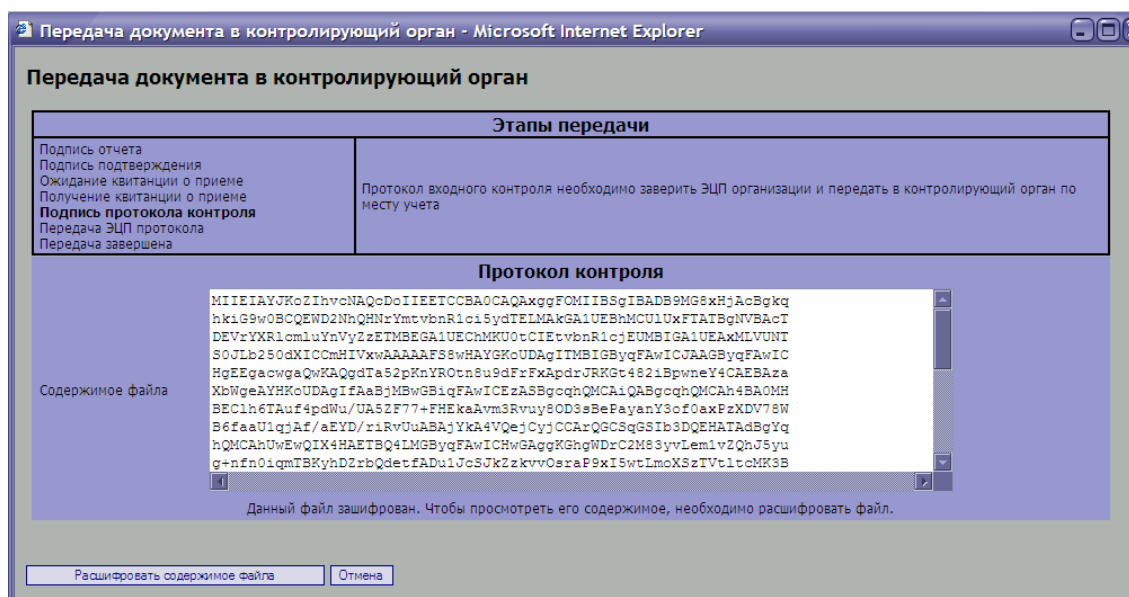 Передача документа в контролирующий орган - Microsoft Internet Explorer
Передача документа в контролирующий орган
Этапы передачи
Подпись отчета
Подпись подтверждения
Ожидание квитанции о приеме
Получение квитанции о приеме
Подпись протокола контроля
Передача ЭЦП протокола
Передача завершена
Протокол входного контроля необходимо заверить ЭЦП организации и передать в контролирующий орган по
месту учета
Протокол контроля
Содержимое файла
MIIEIAYJKoZIhvcNAQcDoIIEETCCBA0CAQAxggFOMIIBSgIBADB9MG8xHjAcBgkq
hkiG9w0BCQEWD2NhQHNrYmtvbnR1ci5ydTELMAkGA1UEBhMCU1UxFTATBgNVBAcT
DEVrYXR1cmluYnVyZzETMBEGA1UEChMKU0tCIEtvbnR1cjEUMBIGA1UEAxMLVUNT
S0JLb250dXICCmHIVxwAAAAAFS8wHAYGKoUDAgITMBIGByqFAwICJAAGByqFAwIC
HgEEgacwgaQwKAQgdTa52pKnYROtn8u9dFrFxApdrJRKGt482iBpwneY4CAEBAza
XbWgeAYHKoUDAgIfAaBjMBwGBiqFAwICEzASBgcqhQMCAiQABgcqhQMCAh4BA0MH
BEClh6TAuf4pdWu/UA5ZF77+FHEkaAvm3Rvuy8OD3sBePayanY3of0axPzXDV78W
B6faaU1qjAf/aEYD/riRvUuABAjYkA4VQejCyjCCArQGCSqGSIb3DQEHATAdBgYq
hQMCAhUwEwQIX4HAETBQ4LMGByqFAwICHwGAggKGhgWDrC2M83yvLem1vZQhJ5yu
g+nfn0iqmTBKyhDZrbQdetfADu1JcSJkZzkvvOsraP9xI5wtLmoXSzTVtltcMK3B
Данный файл зашифрован. Чтобы просмотреть его содержимое, необходимо расшифровать файл.
Расшифровать содержимое файла
Отмена